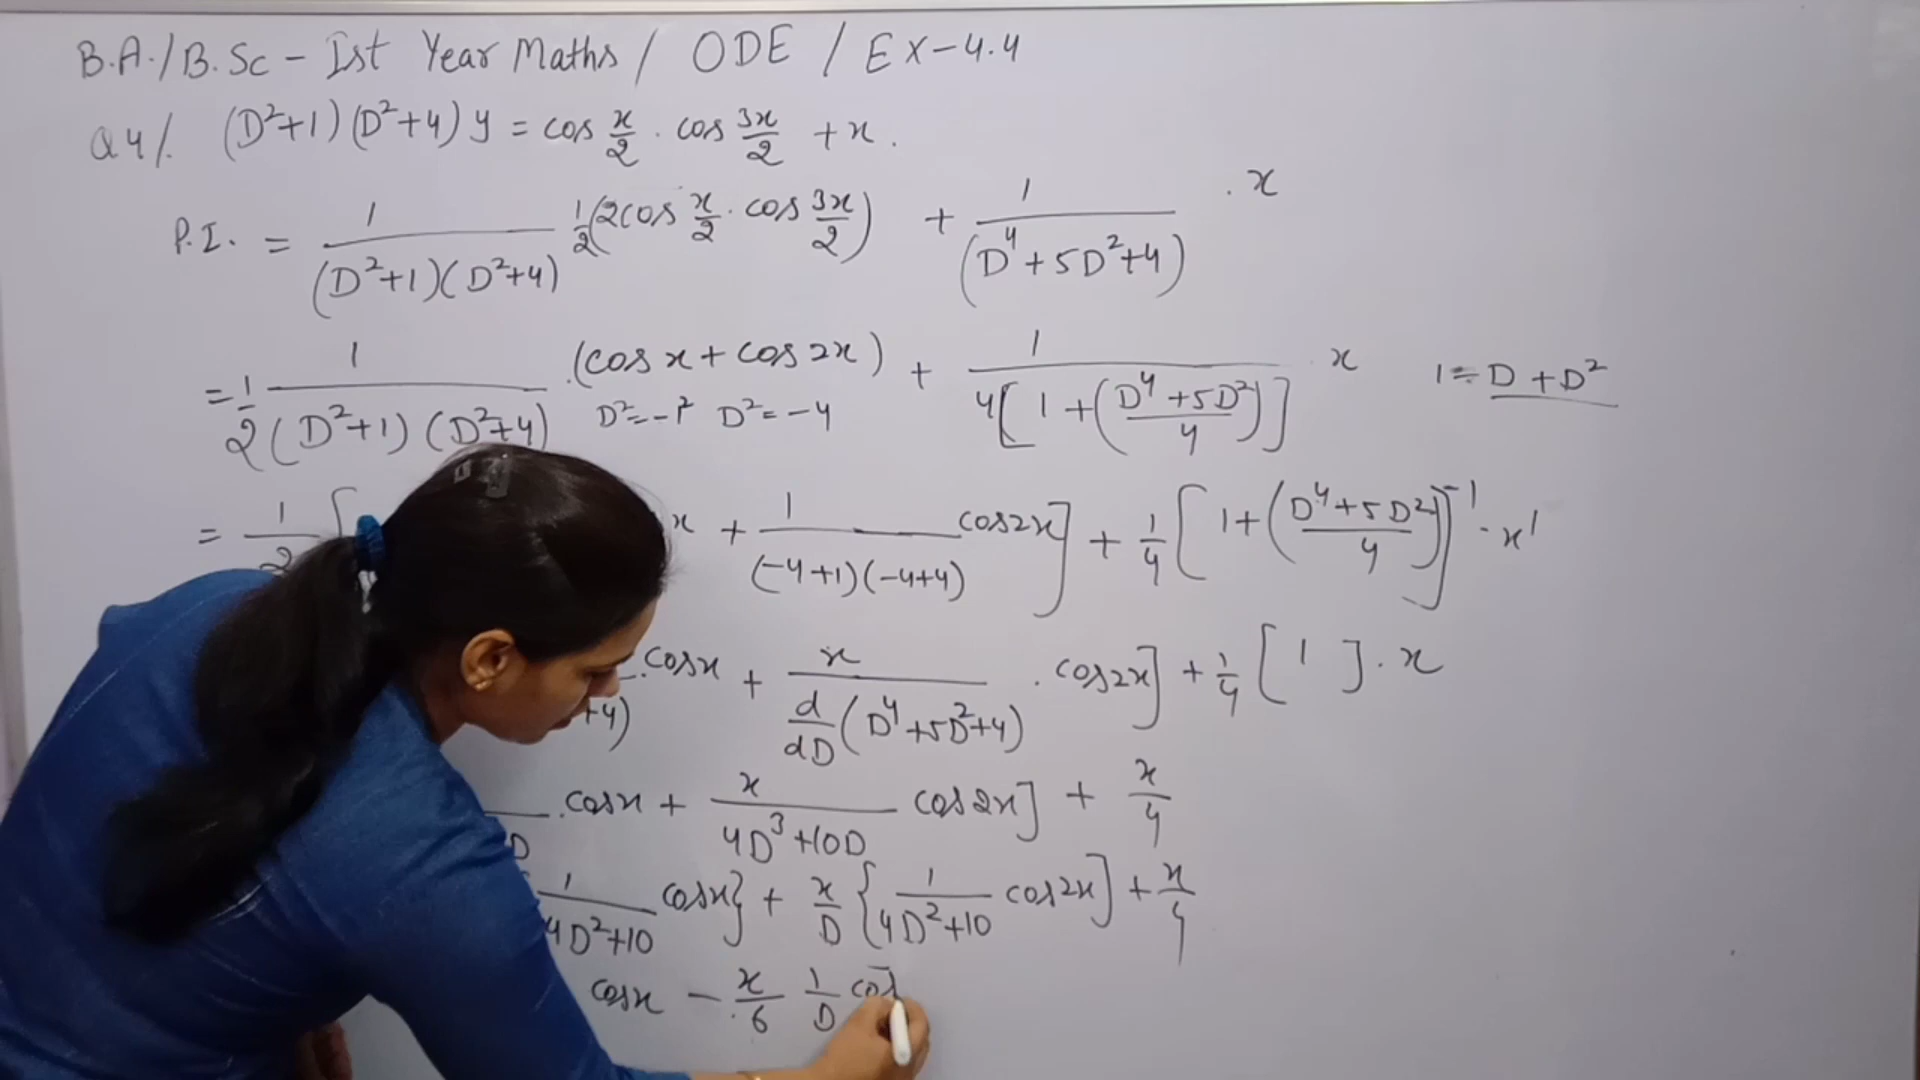 B.A./B.Sc - Ist Year Maths / ODE / EX-4.4
Q4/. (D²+1)(D²+4)y = cos x/2 . cos 3x/2 + x.
P.I. = 1/((D²+1)(D²+4)) 1/2(2cos x/2 . cos 3x/2) + 1/(D⁴+5D²+4) . x
= 1/2 1/((D²+1)(D²+4)) . (cos x + cos 2x) + 1/(4[1+((D⁴+5D²)/4)]) . x 1 = D + D²
D²=-1² D²=-4
= 1/2 [ x + 1/((-4+1)(-4+4)) cos2x] + 1/4 [1+((D⁴+5D²)/4)]⁻¹ . x¹
+4) . cosx + x/(d/dD (D⁴+5D²+4)) . cos2x] + 1/4 [1 ] . x
D . cosx + x/(4D³+10D) cos2x] + x/4
1/(4D²+10) cosx} + x/D {1/(4D²+10) cos2x] + x/4
cosx - x/6 1/D cos